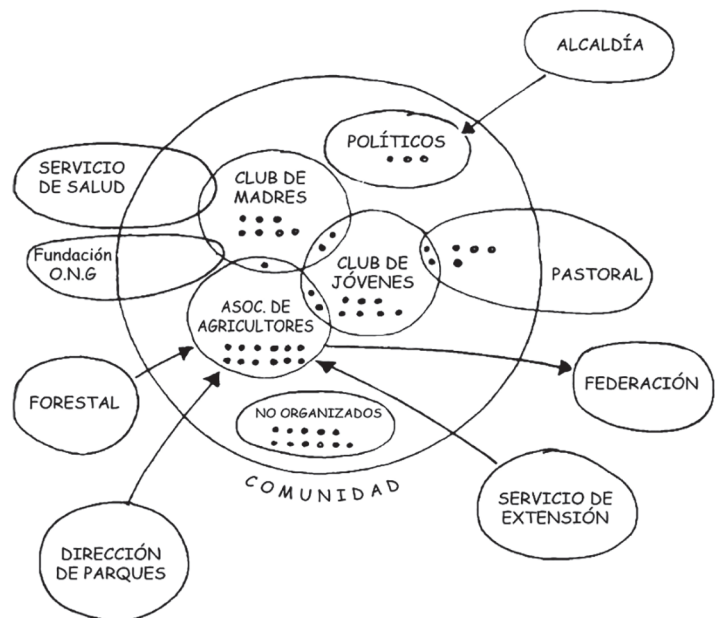 ALCALDÍA
POLÍTICOS
SERVICIO
DE SALUD
CLUB DE
MADRES
Fundación
O.N.G
CLUB DE
JÓVENES
PASTORAL
ASOC. DE
AGRICULTORES
FORESTAL
FEDERACIÓN
NO ORGANIZADOS
COMUNIDAD
SERVICIO DE
EXTENSIÓN
DIRECCIÓN
DE PARQUES